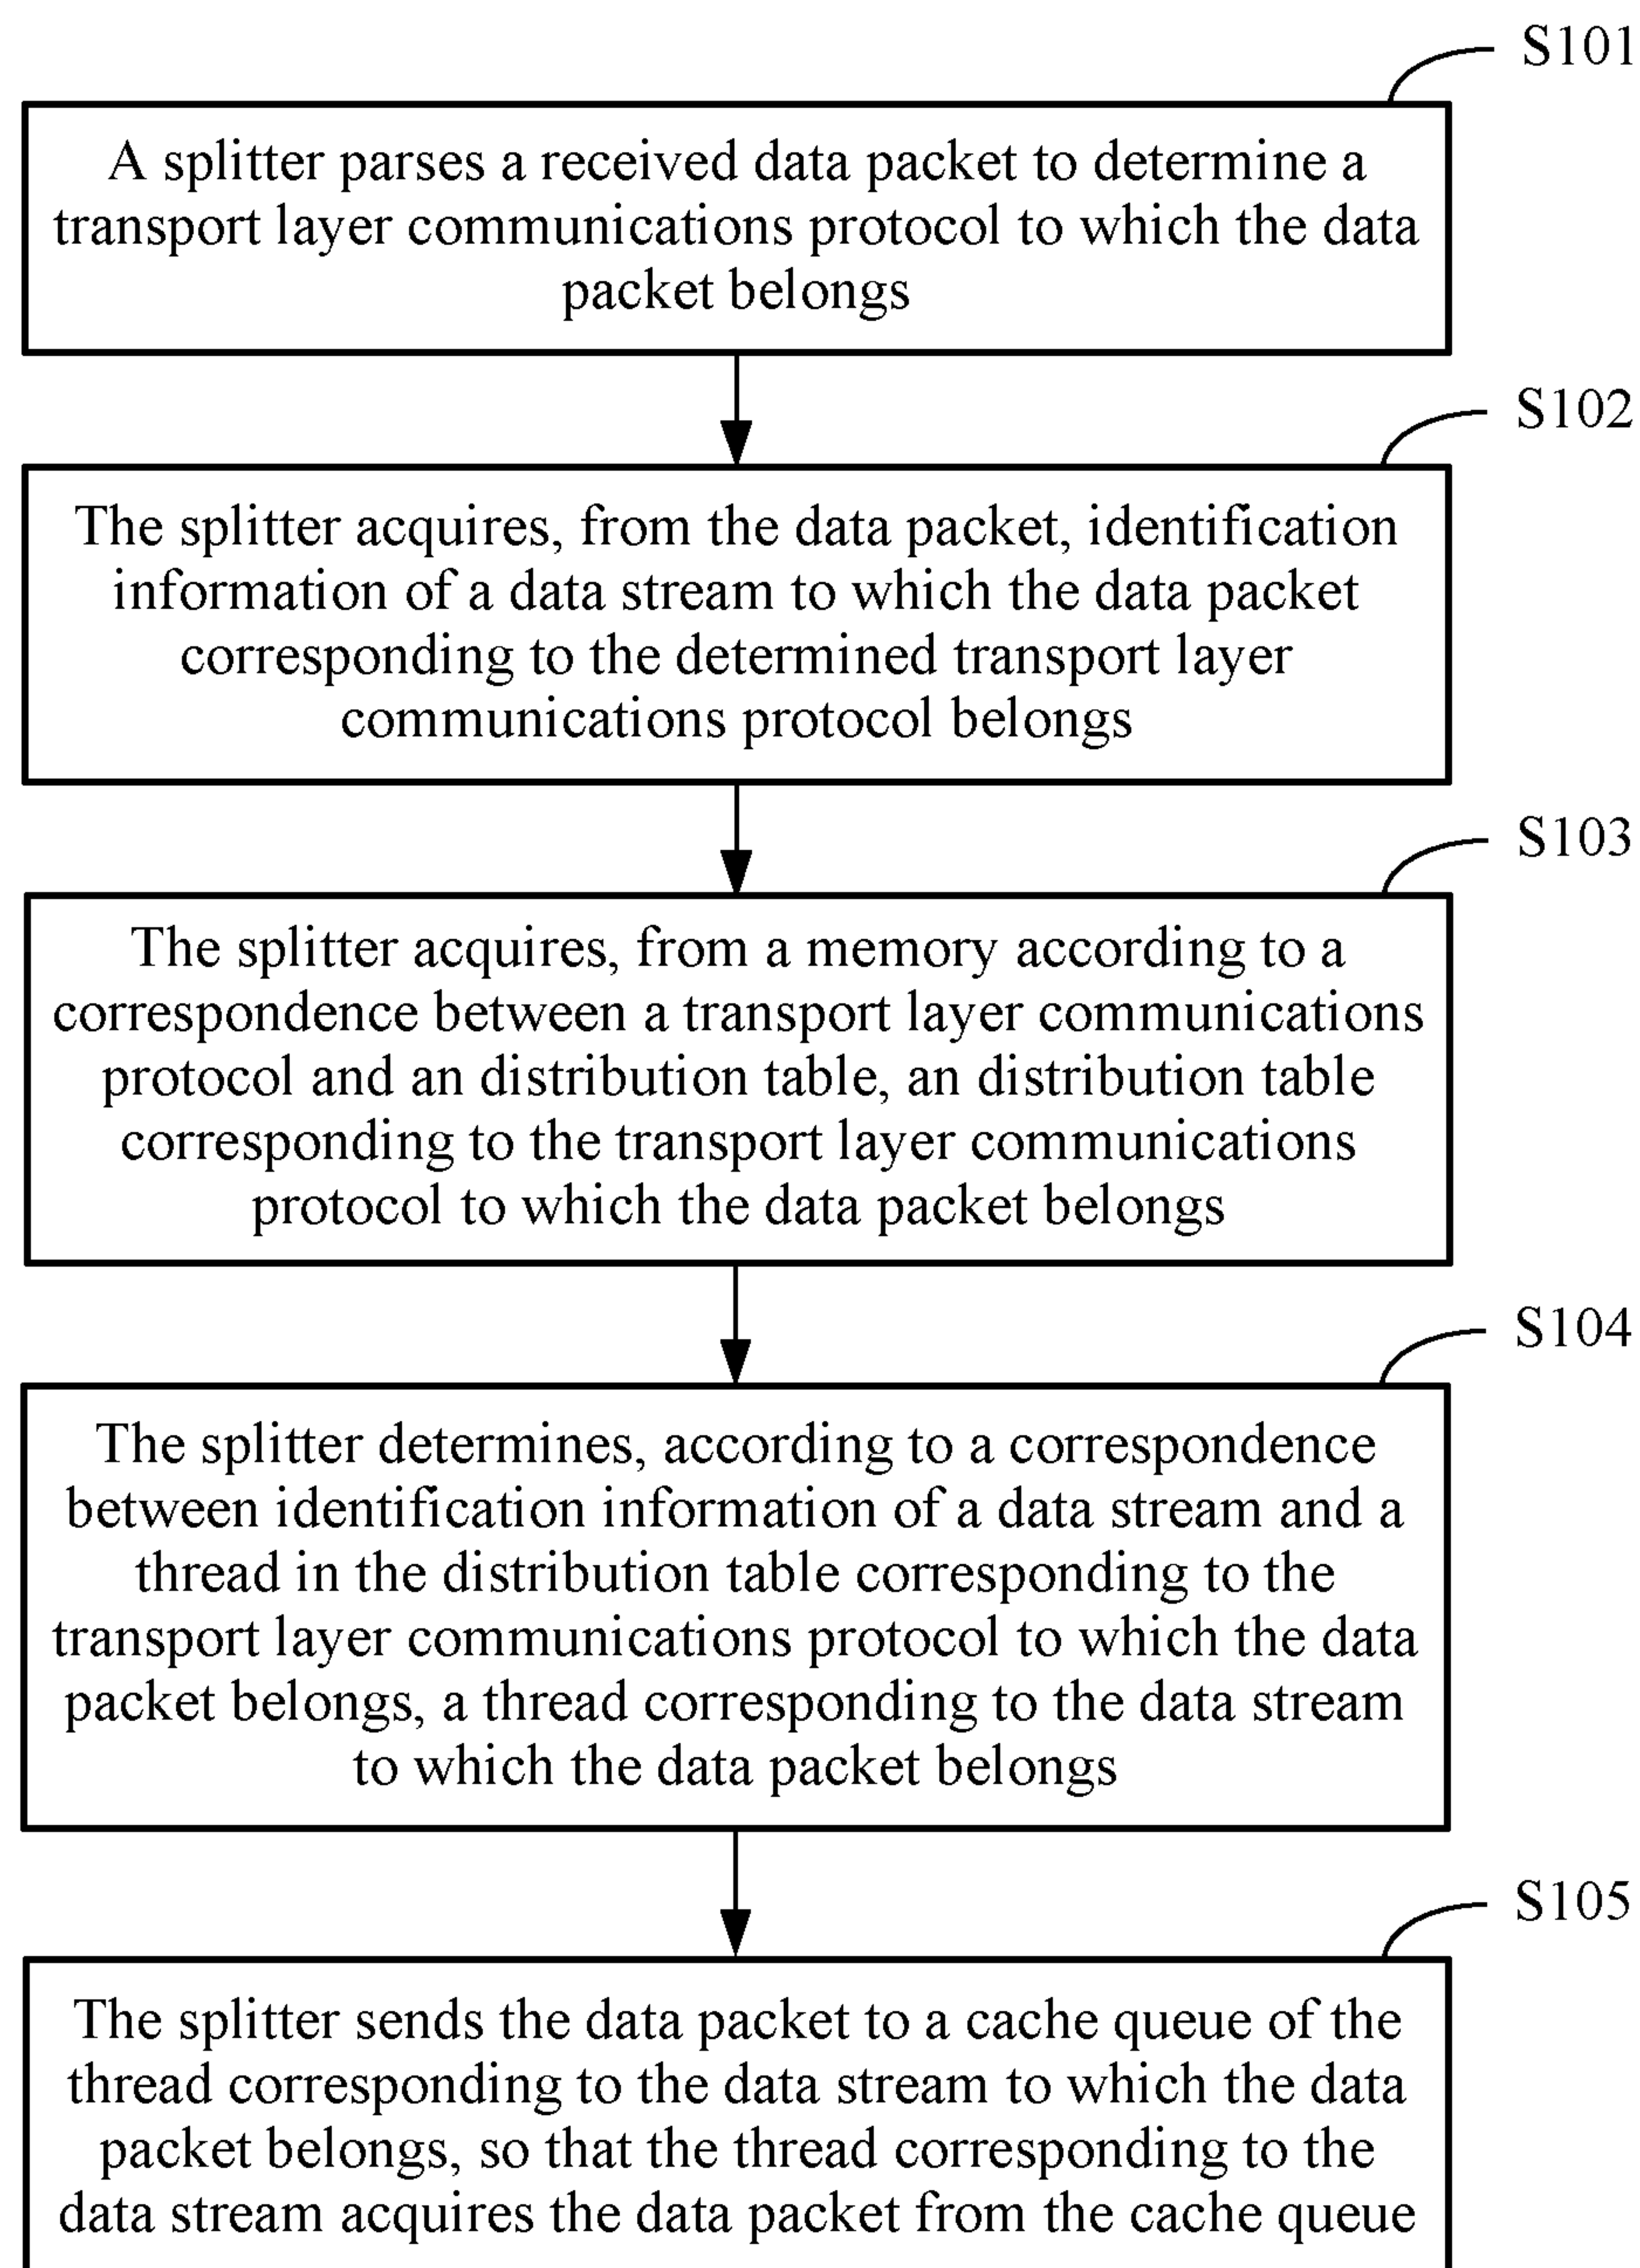 S101
A splitter parses a received data packet to determine a
transport layer communications protocol to which the data
packet belongs
S102
The splitter acquires, from the data packet, identification
information of a data stream to which the data packet
corresponding to the determined transport layer
communications protocol belongs
S103
The splitter acquires, from a memory according to a
correspondence between a transport layer communications
protocol and an distribution table, an distribution table
corresponding to the transport layer communications
protocol to which the data packet belongs
S104
The splitter determines, according to a correspondence
between identification information of a data stream and a
thread in the distribution table corresponding to the
transport layer communications protocol to which the data
packet belongs, a thread corresponding to the data stream
to which the data packet belongs
S105
The splitter sends the data packet to a cache queue of the
thread corresponding to the data stream to which the data
packet belongs, so that the thread corresponding to the
data stream acquires the data packet from the cache queue